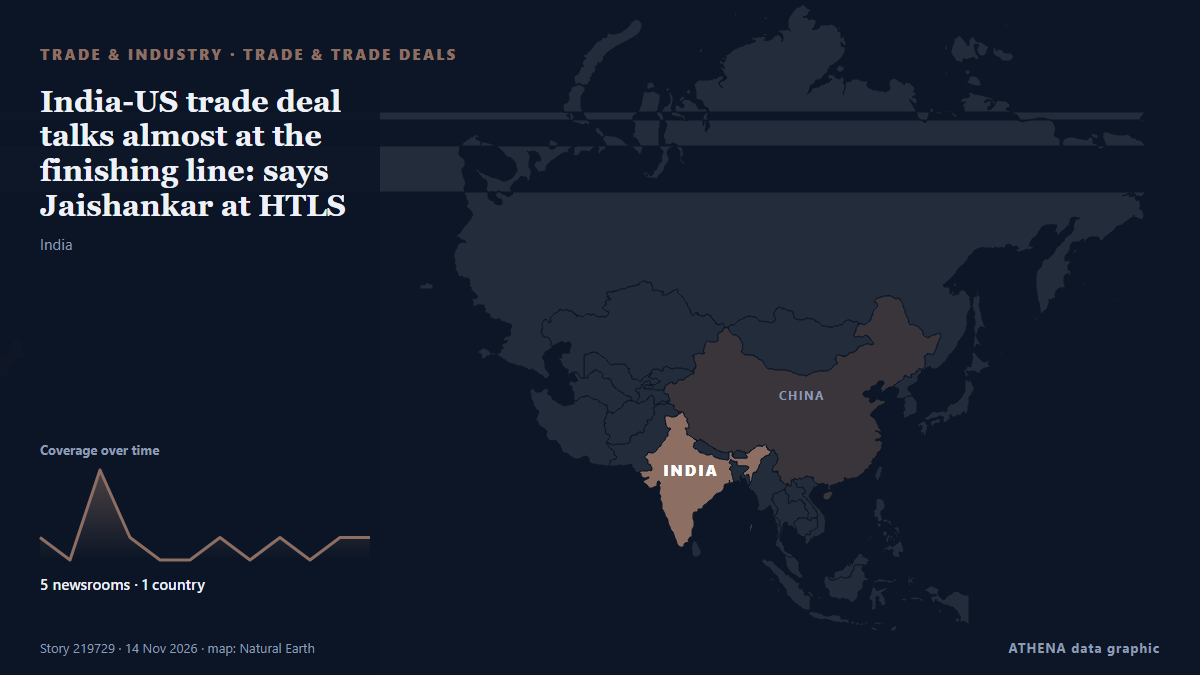 TRADE & INDUSTRY · TRADE & TRADE DEALS
India-US trade deal
talks almost at the
finishing line: says
Jaishankar at HTLS
India
CHINA
INDIA
Coverage over time
5 newsrooms · 1 country
Story 219729 · 14 Nov 2026 · map: Natural Earth
ATHENA data graphic